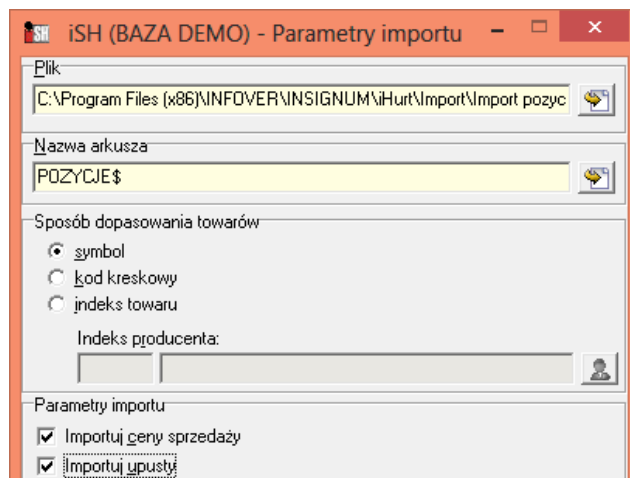 iSH (BAZA DEMO) - Parametry importu
Plik
C:\Program Files (x86)\INFOVER\INSIGNUM\iHurt\Import\Import pozyc
Nazwa arkusza
POZYCJE$
Sposób dopasowania towarów
symbol
kod kreskowy
indeks towaru
Indeks producenta:
Parametry importu
Importuj ceny sprzedaży
Importuj upusty